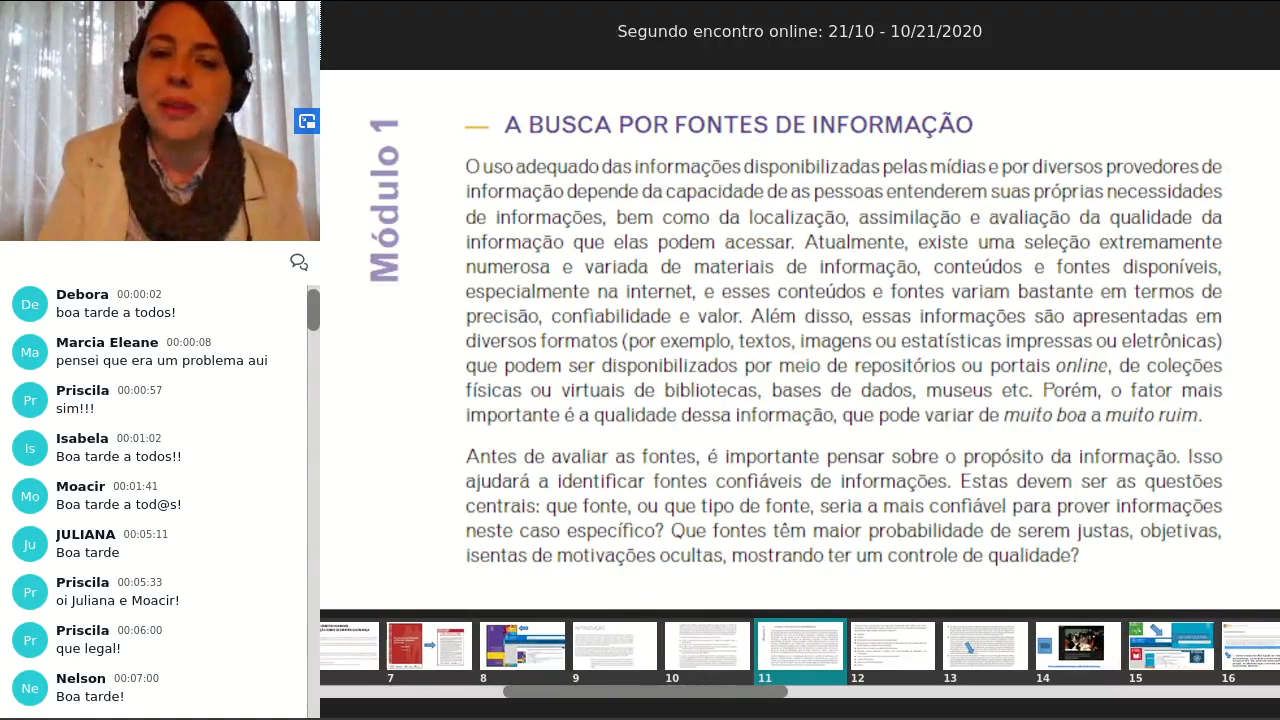 Segundo encontro online: 21/10 - 10/21/2020
Módulo 1
— A BUSCA POR FONTES DE INFORMAÇÃO
O uso adequado das informações disponibilizadas pelas mídias e por diversos provedores de
informação depende da capacidade de as pessoas entenderem suas próprias necessidades
de informações, bem como da localização, assimilação e avaliação da qualidade da
informação que elas podem acessar. Atualmente, existe uma seleção extremamente
numerosa e variada de materiais de informação, conteúdos e fontes disponíveis,
especialmente na internet, e esses conteúdos e fontes variam bastante em termos de
precisão, confiabilidade e valor. Além disso, essas informações são apresentadas em
diversos formatos (por exemplo, textos, imagens ou estatísticas impressas ou eletrônicas)
que podem ser disponibilizados por meio de repositórios ou portais online, de coleções
físicas ou virtuais de bibliotecas, bases de dados, museus etc. Porém, o fator mais
importante é a qualidade dessa informação, que pode variar de muito boa a muito ruim.
Antes de avaliar as fontes, é importante pensar sobre o propósito da informação. Isso
ajudará a identificar fontes confiáveis de informações. Estas devem ser as questões
centrais: que fonte, ou que tipo de fonte, seria a mais confiável para prover informações
neste caso específico? Que fontes têm maior probabilidade de serem justas, objetivas,
isentas de motivações ocultas, mostrando ter um controle de qualidade?
De
Debora 00:00:02
boa tarde a todos!
Ma
Marcia Eleane 00:00:08
pensei que era um problema aui
Pr
Priscila 00:00:57
sim!!!
Is
Isabela 00:01:02
Boa tarde a todos!!
Mo
Moacir 00:01:41
Boa tarde a tod@s!
Ju
JULIANA 00:05:11
Boa tarde
Pr
Priscila 00:05:33
oi Juliana e Moacir!
Pr
Priscila 00:06:00
que legal!
Ne
Nelson 00:07:00
Boa tarde!
INTRODUÇÃO
7 8 9 10 11 12 13 14 15 16